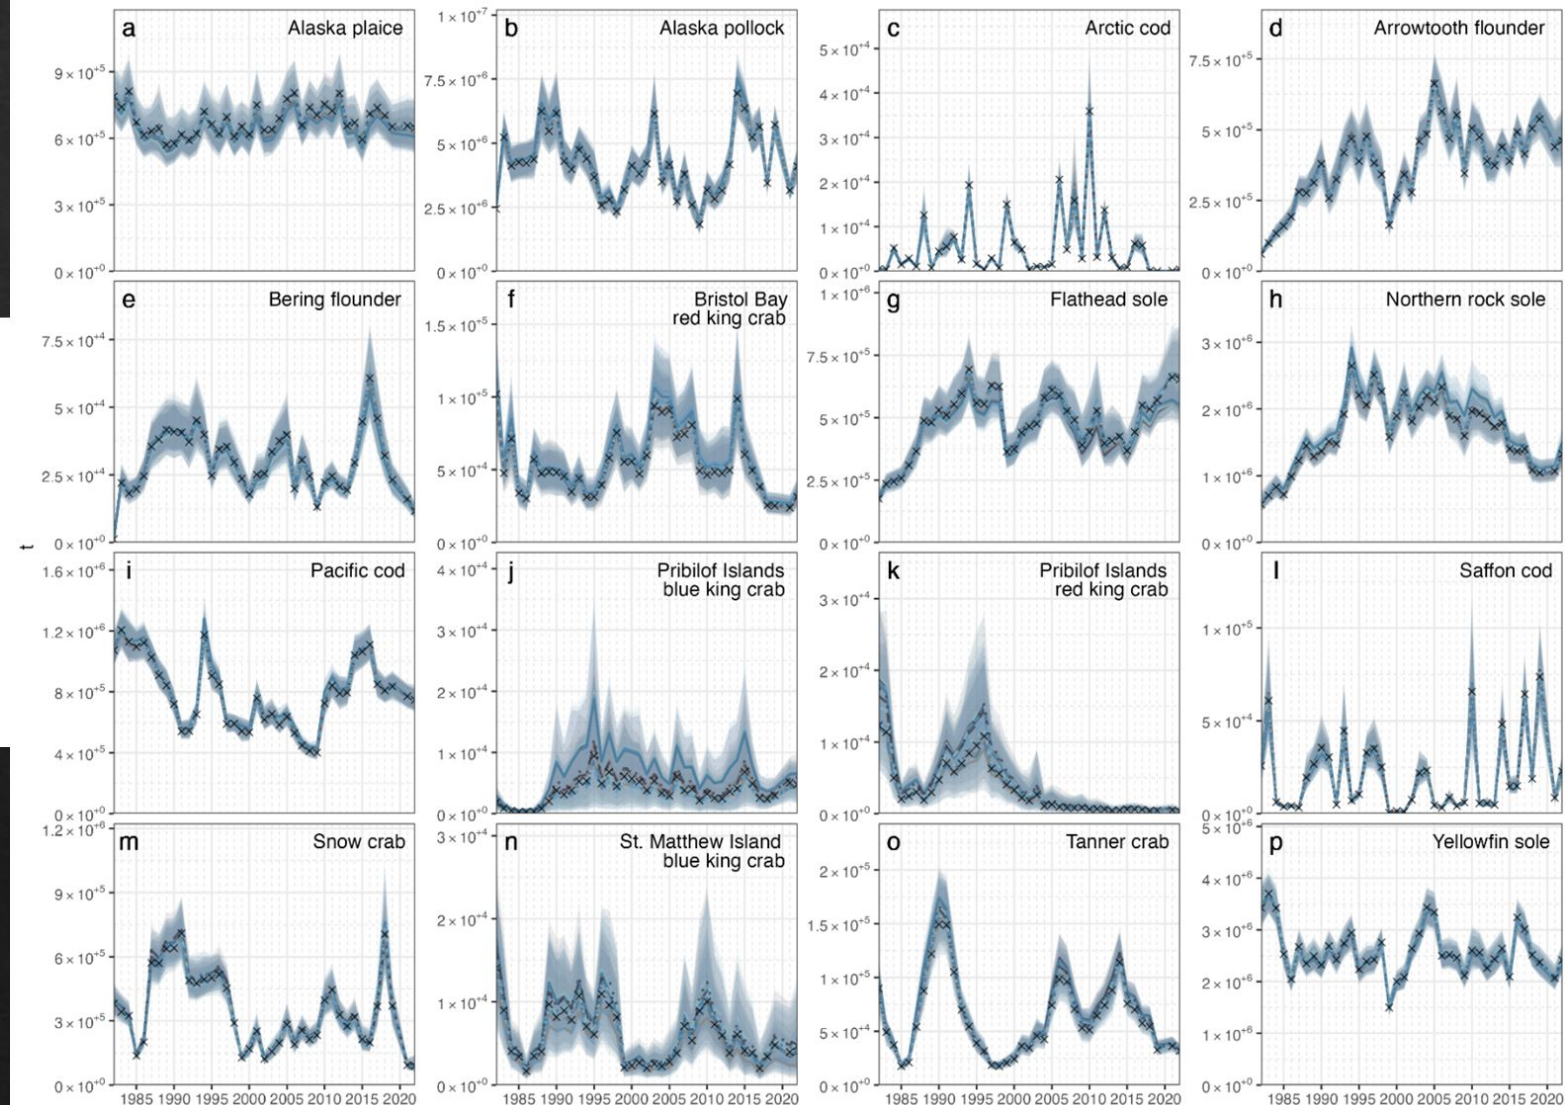 a Alaska plaice
9 × 10⁺⁵
6 × 10⁺⁵
3 × 10⁺⁵
0 × 10⁺⁰
b Alaska pollock
1 × 10⁺⁷
7.5 × 10⁺⁶
5 × 10⁺⁶
2.5 × 10⁺⁶
0 × 10⁺⁰
c Arctic cod
5 × 10⁺⁴
4 × 10⁺⁴
3 × 10⁺⁴
2 × 10⁺⁴
1 × 10⁺⁴
0 × 10⁺⁰
d Arrowtooth flounder
7.5 × 10⁺⁵
5 × 10⁺⁵
2.5 × 10⁺⁵
0 × 10⁺⁰
e Bering flounder
7.5 × 10⁺⁴
5 × 10⁺⁴
2.5 × 10⁺⁴
0 × 10⁺⁰
f Bristol Bay
red king crab
1.5 × 10⁺⁵
1 × 10⁺⁵
5 × 10⁺⁴
0 × 10⁺⁰
g Flathead sole
1 × 10⁺⁶
7.5 × 10⁺⁵
5 × 10⁺⁵
2.5 × 10⁺⁵
0 × 10⁺⁰
h Northern rock sole
3 × 10⁺⁶
2 × 10⁺⁶
1 × 10⁺⁶
0 × 10⁺⁰
t
i Pacific cod
1.6 × 10⁺⁶
1.2 × 10⁺⁶
8 × 10⁺⁵
4 × 10⁺⁵
0 × 10⁺⁰
j Pribilof Islands
blue king crab
4 × 10⁺⁴
3 × 10⁺⁴
2 × 10⁺⁴
1 × 10⁺⁴
0 × 10⁺⁰
k Pribilof Islands
red king crab
3 × 10⁺⁴
2 × 10⁺⁴
1 × 10⁺⁴
0 × 10⁺⁰
l Saffon cod
1 × 10⁺⁵
5 × 10⁺⁴
0 × 10⁺⁰
m Snow crab
1.2 × 10⁺⁶
9 × 10⁺⁵
6 × 10⁺⁵
3 × 10⁺⁵
0 × 10⁺⁰
n St. Matthew Island
blue king crab
3 × 10⁺⁴
2 × 10⁺⁴
1 × 10⁺⁴
0 × 10⁺⁰
o Tanner crab
2 × 10⁺⁵
1.5 × 10⁺⁵
1 × 10⁺⁵
5 × 10⁺⁴
0 × 10⁺⁰
p Yellowfin sole
5 × 10⁺⁶
4 × 10⁺⁶
3 × 10⁺⁶
2 × 10⁺⁶
1 × 10⁺⁶
0 × 10⁺⁰
1985 1990 1995 2000 2005 2010 2015 2020
1985 1990 1995 2000 2005 2010 2015 2020
1985 1990 1995 2000 2005 2010 2015 2020
1985 1990 1995 2000 2005 2010 2015 2020